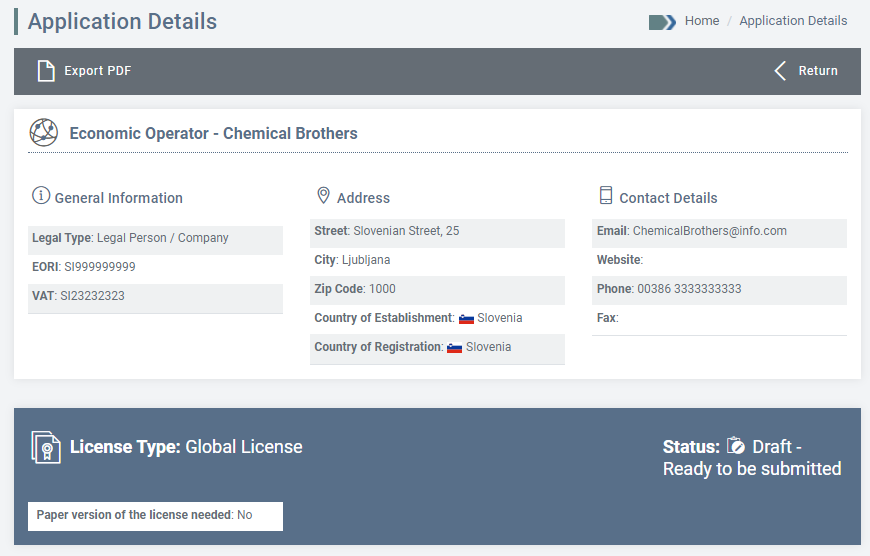 Application Details
Home / Application Details
Export PDF
Return
Economic Operator - Chemical Brothers
General Information
Legal Type: Legal Person / Company
EORI: SI999999999
VAT: SI23232323
Address
Street: Slovenian Street, 25
City: Ljubljana
Zip Code: 1000
Country of Establishment: Slovenia
Country of Registration: Slovenia
Contact Details
Email: ChemicalBrothers@info.com
Website:
Phone: 00386 3333333333
Fax:
License Type: Global License
Status: Draft -
Ready to be submitted
Paper version of the license needed: No